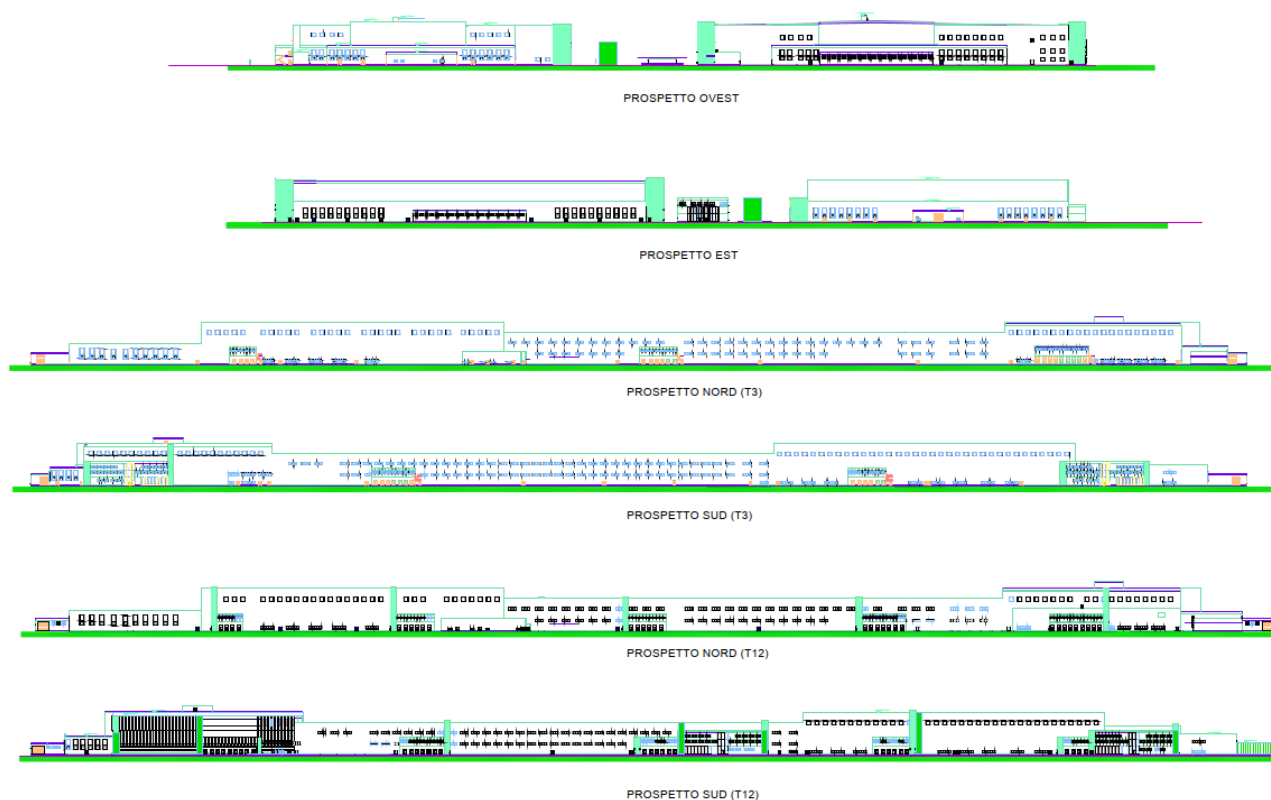 PROSPETTO OVEST
PROSPETTO EST
PROSPETTO NORD (T3)
PROSPETTO SUD (T3)
PROSPETTO NORD (T12)
PROSPETTO SUD (T12)